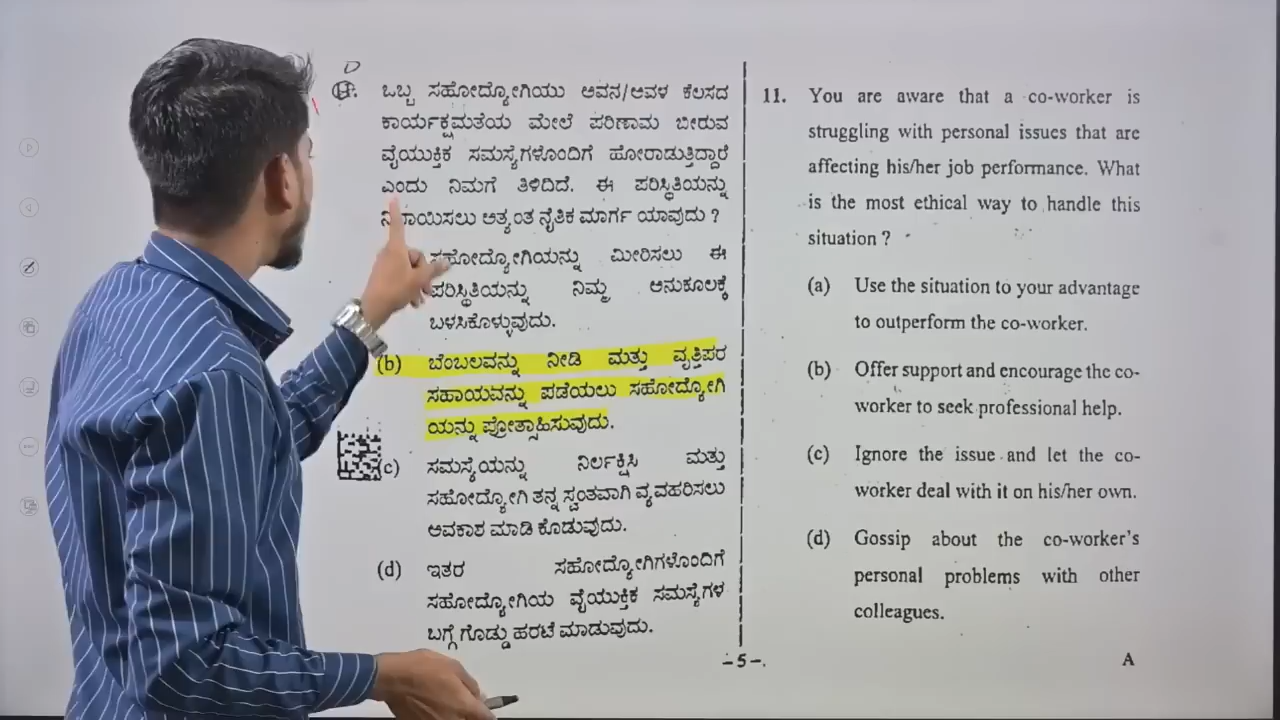 D
11. ಒಬ್ಬ ಸಹೋದ್ಯೋಗಿಯು ಅವನ/ಅವಳ ಕೆಲಸದ
ಕಾರ್ಯಕ್ಷಮತೆಯ ಮೇಲೆ ಪರಿಣಾಮ ಬೀರುವ
ವೈಯುಕ್ತಿಕ ಸಮಸ್ಯೆಗಳೊಂದಿಗೆ ಹೋರಾಡುತ್ತಿದ್ದಾರೆ
ಎಂದು ನಿಮಗೆ ತಿಳಿದಿದೆ. ಈ ಪರಿಸ್ಥಿತಿಯನ್ನು
ಅತ್ಯಂತ ನೈತಿಕ ಮಾರ್ಗ ಯಾವುದು ?
ಸಹೋದ್ಯೋಗಿಯನ್ನು ಮೀರಿಸಲು ಈ
ಪರಿಸ್ಥಿತಿಯನ್ನು ನಿಮ್ಮ ಅನುಕೂಲಕ್ಕೆ
ಬಳಸಿಕೊಳ್ಳುವುದು.
(b) ಬೆಂಬಲವನ್ನು ನೀಡಿ ಮತ್ತು ವೃತ್ತಿಪರ
ಸಹಾಯವನ್ನು ಪಡೆಯಲು ಸಹೋದ್ಯೋಗಿ
ಯನ್ನು ಪ್ರೋತ್ಸಾಹಿಸುವುದು.
(c) ಸಮಸ್ಯೆಯನ್ನು ನಿರ್ಲಕ್ಷಿಸಿ ಮತ್ತು
ಸಹೋದ್ಯೋಗಿ ತನ್ನ ಸ್ವಂತವಾಗಿ ವ್ಯವಹರಿಸಲು
ಅವಕಾಶ ಮಾಡಿ ಕೊಡುವುದು.
(d) ಇತರ ಸಹೋದ್ಯೋಗಿಗಳೊಂದಿಗೆ
ಸಹೋದ್ಯೋಗಿಯ ವೈಯುಕ್ತಿಕ ಸಮಸ್ಯೆಗಳ
ಬಗ್ಗೆ ಗೊಡ್ಡು ಹರಟೆ ಮಾಡುವುದು.
11. You are aware that a co-worker is
struggling with personal issues that are
affecting his/her job performance. What
is the most ethical way to handle this
situation ?
(a) Use the situation to your advantage
to outperform the co-worker.
(b) Offer support and encourage the co-
worker to seek professional help.
(c) Ignore the issue and let the co-
worker deal with it on his/her own.
(d) Gossip about the co-worker's
personal problems with other
colleagues.
- 5 -
A